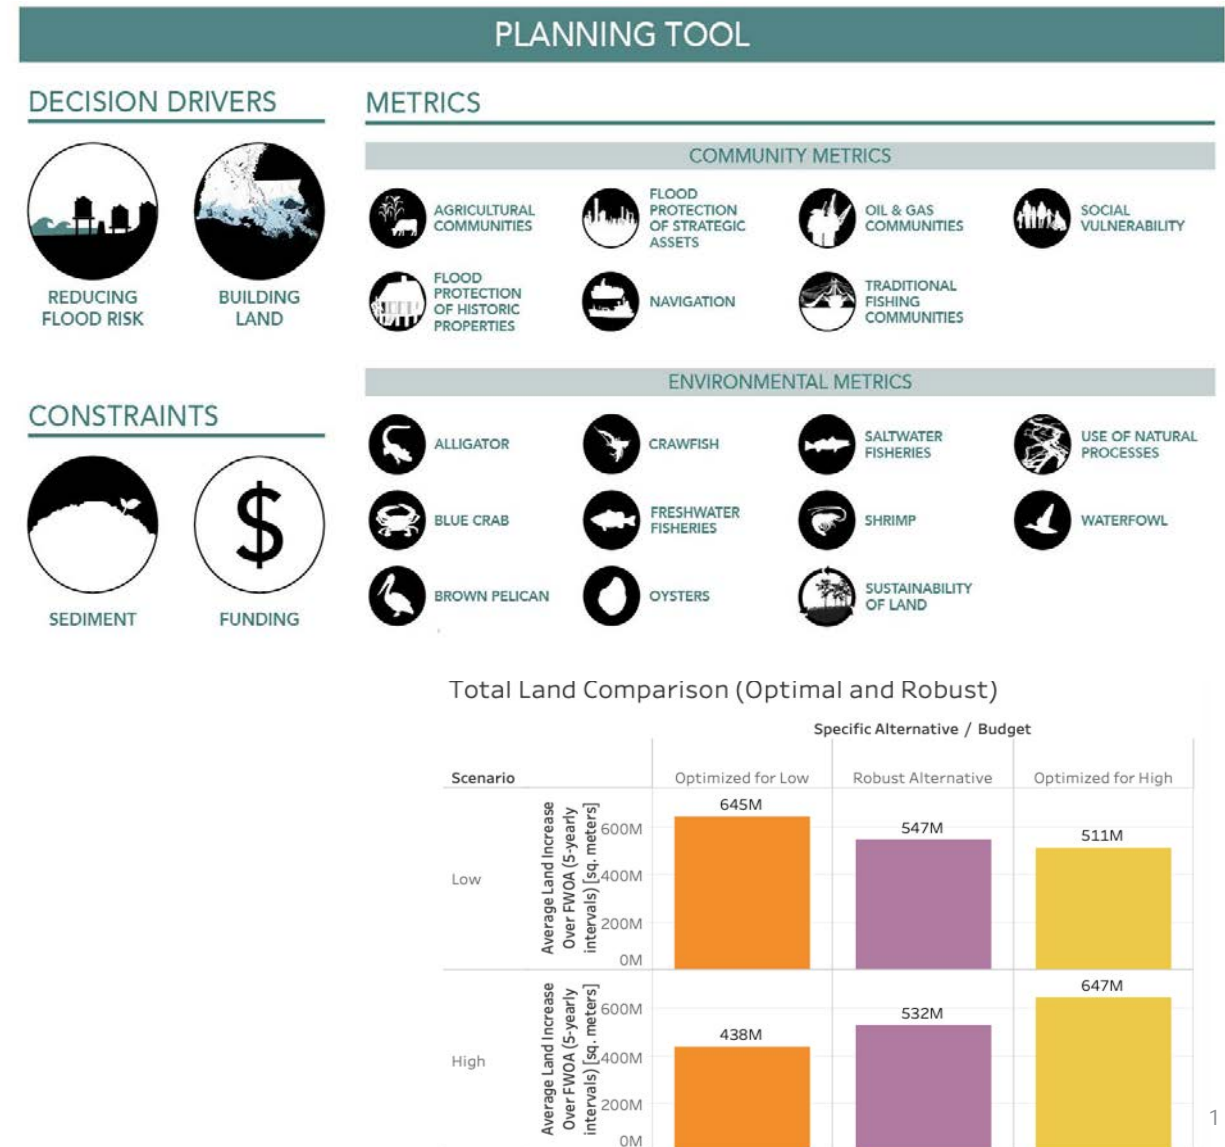 PLANNING TOOL
DECISION DRIVERS
REDUCING
FLOOD RISK
BUILDING
LAND
CONSTRAINTS
$
SEDIMENT
FUNDING
METRICS
COMMUNITY METRICS
AGRICULTURAL
COMMUNITIES
FLOOD
PROTECTION
OF STRATEGIC
ASSETS
OIL & GAS
COMMUNITIES
SOCIAL
VULNERABILITY
FLOOD
PROTECTION
OF HISTORIC
PROPERTIES
NAVIGATION
TRADITIONAL
FISHING
COMMUNITIES
ENVIRONMENTAL METRICS
ALLIGATOR
CRAWFISH
SALTWATER
FISHERIES
USE OF NATURAL
PROCESSES
BLUE CRAB
FRESHWATER
FISHERIES
SHRIMP
WATERFOWL
BROWN PELICAN
OYSTERS
SUSTAINABILITY
OF LAND
Total Land Comparison (Optimal and Robust)
Specific Alternative / Budget
Scenario
Optimized for Low
Robust Alternative
Optimized for High
Low
Average Land Increase
Over FWOA (5-yearly
intervals) [sq. meters]
600M
400M
200M
0M
645M
547M
511M
High
Average Land Increase
Over FWOA (5-yearly
intervals) [sq. meters]
600M
400M
200M
0M
438M
532M
647M
1